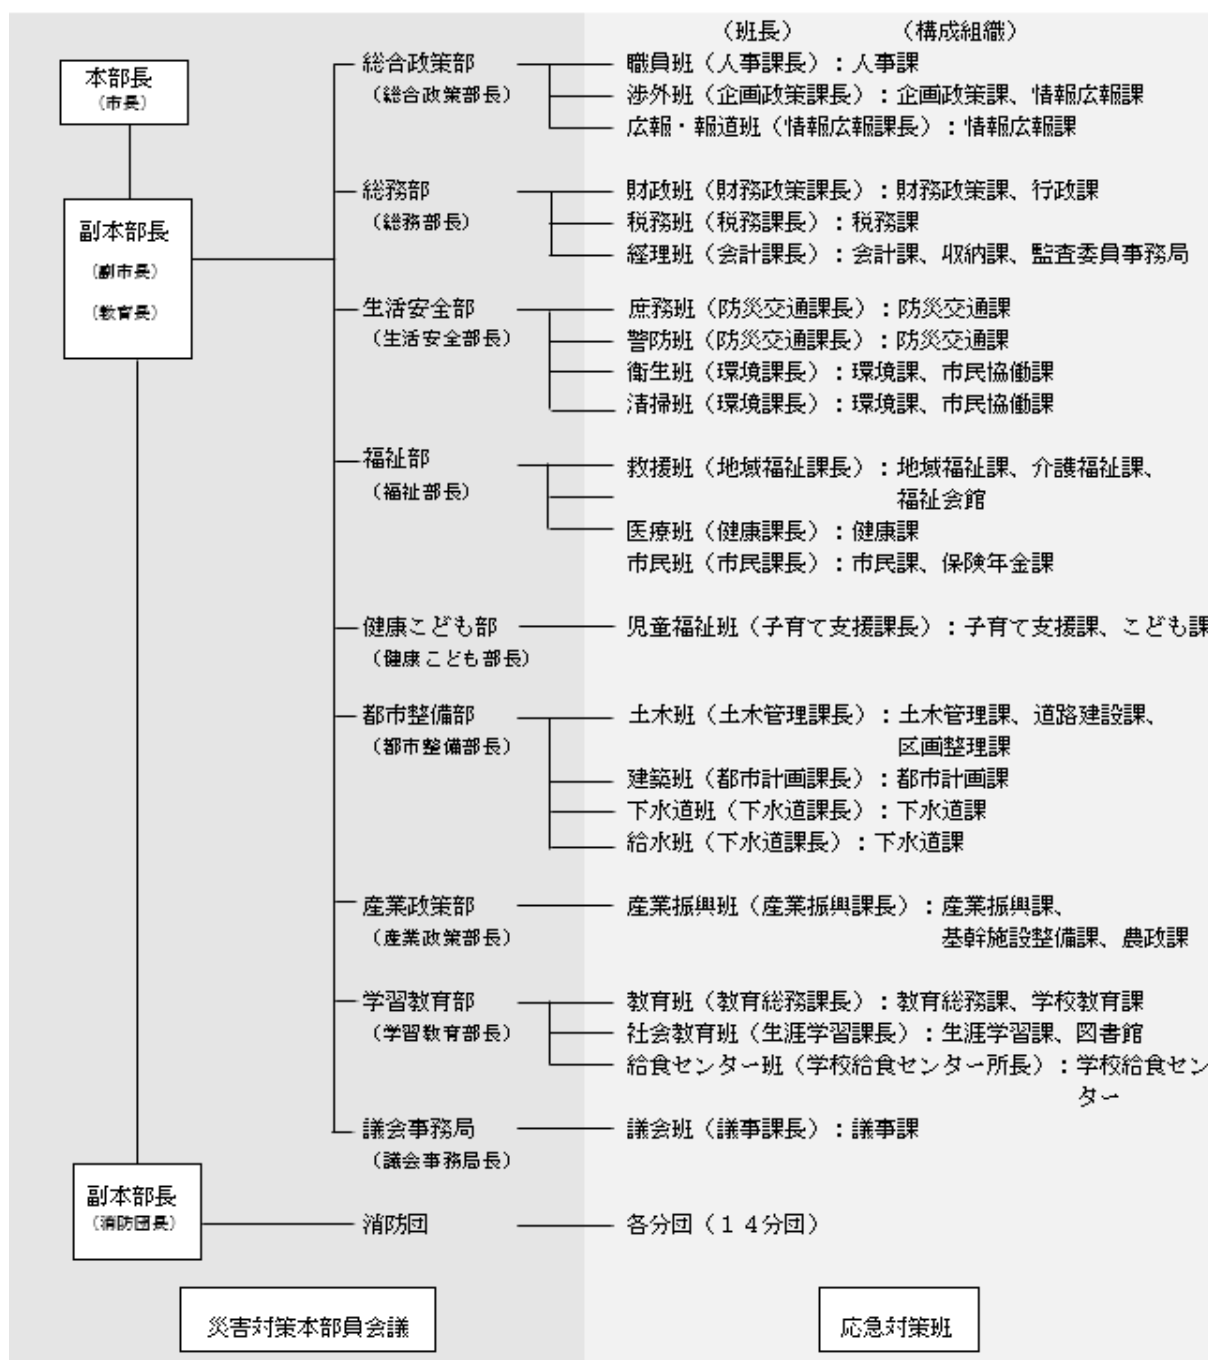 （班長）　（構成組織）
本部長
（市長）
副本部長
（副市長）
（教育長）
総合政策部
（総合政策部長）
職員班（人事課長）：人事課
渉外班（企画政策課長）：企画政策課、情報広報課
広報・報道班（情報広報課長）：情報広報課
総務部
（総務部長）
財政班（財務政策課長）：財務政策課、行政課
税務班（税務課長）：税務課
経理班（会計課長）：会計課、収納課、監査委員事務局
生活安全部
（生活安全部長）
庶務班（防災交通課長）：防災交通課
警防班（防災交通課長）：防災交通課
衛生班（環境課長）：環境課、市民協働課
清掃班（環境課長）：環境課、市民協働課
福祉部
（福祉部長）
救援班（地域福祉課長）：地域福祉課、介護福祉課、
福祉会館
医療班（健康課長）：健康課
市民班（市民課長）：市民課、保険年金課
健康こども部
（健康こども部長）
児童福祉班（子育て支援課長）：子育て支援課、こども課
都市整備部
（都市整備部長）
土木班（土木管理課長）：土木管理課、道路建設課、
区画整理課
建築班（都市計画課長）：都市計画課
下水道班（下水道課長）：下水道課
給水班（下水道課長）：下水道課
産業政策部
（産業政策部長）
産業振興班（産業振興課長）：産業振興課、
基幹施設整備課、農政課
学習教育部
（学習教育部長）
教育班（教育総務課長）：教育総務課、学校教育課
社会教育班（生涯学習課長）：生涯学習課、図書館
給食センター班（学校給食センター所長）：学校給食セン
ター
議会事務局
（議会事務局長）
議会班（議事課長）：議事課
副本部長
（消防団長）
消防団
各分団（１４分団）
災害対策本部員会議
応急対策班